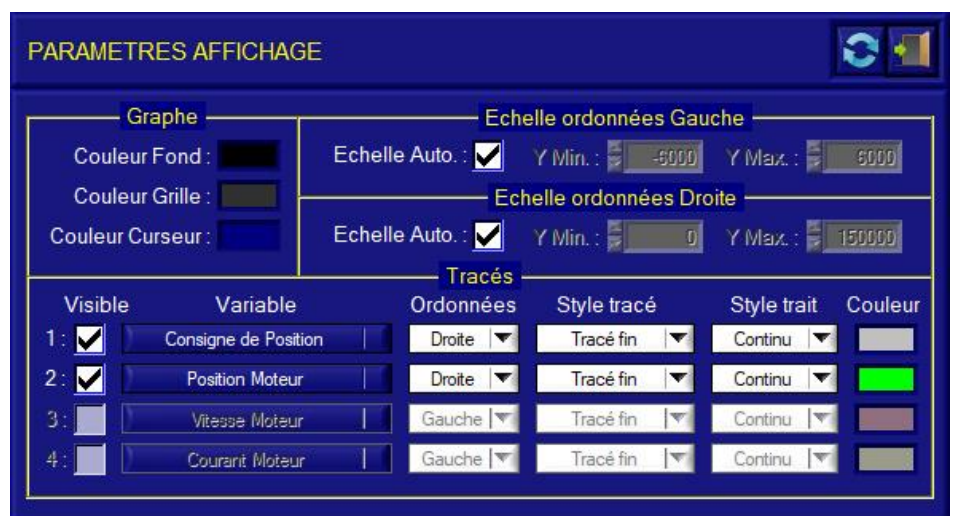 PARAMETRES AFFICHAGE
Graphe
Couleur Fond :
Couleur Grille :
Couleur Curseur :
Echelle ordonnées Gauche
Echelle Auto. : Y Min. : -6000 Y Max. : 6000
Echelle ordonnées Droite
Echelle Auto. : Y Min. : 0 Y Max. : 150000
Tracés
Visible Variable Ordonnées Style tracé Style trait Couleur
1 : Consigne de Position Droite Tracé fin Continu
2 : Position Moteur Droite Tracé fin Continu
3 : Vitesse Moteur Gauche Tracé fin Continu
4 : Courant Moteur Gauche Tracé fin Continu